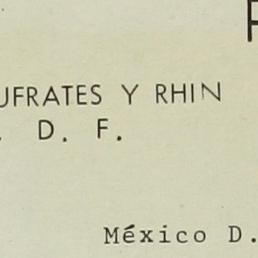 UFRATES Y RHIN
. D. F.
México D.